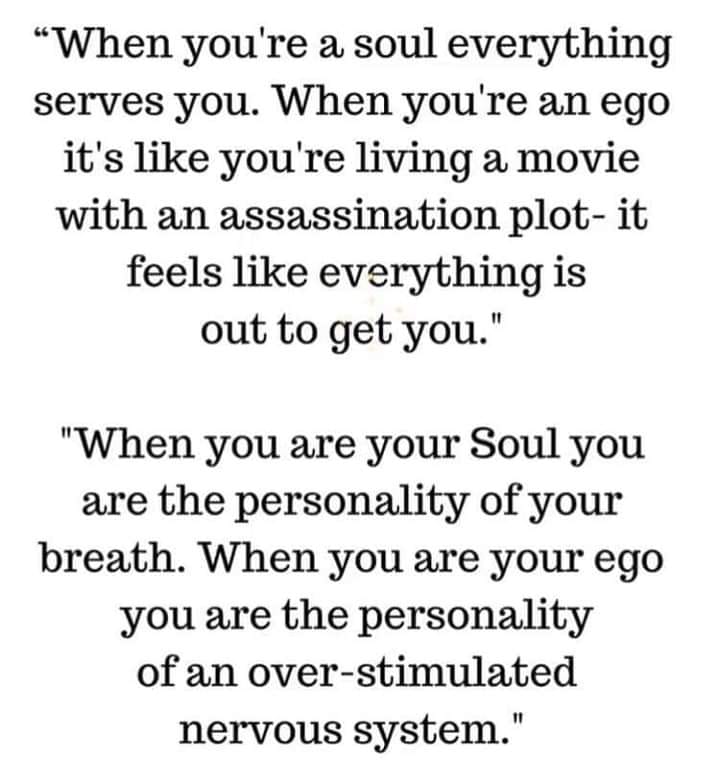 “When you're a soul everything
serves you. When you're an ego
it's like you're living a movie
with an assassination plot- it
feels like everything is
out to get you."
"When you are your Soul you
are the personality of your
breath. When you are your ego
you are the personality
of an over-stimulated
nervous system."